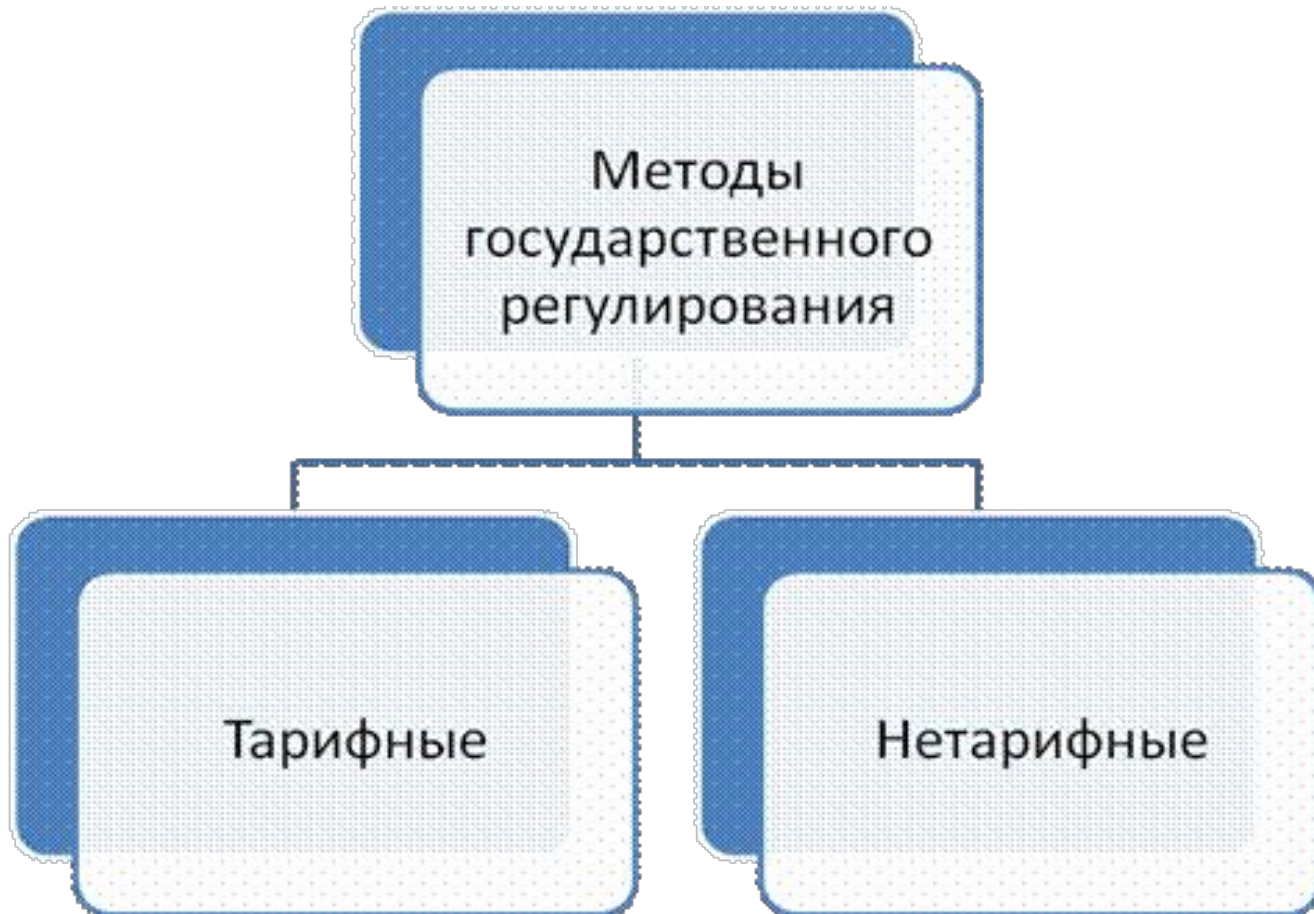 Методы
государственного
регулирования
Тарифные
Нетарифные